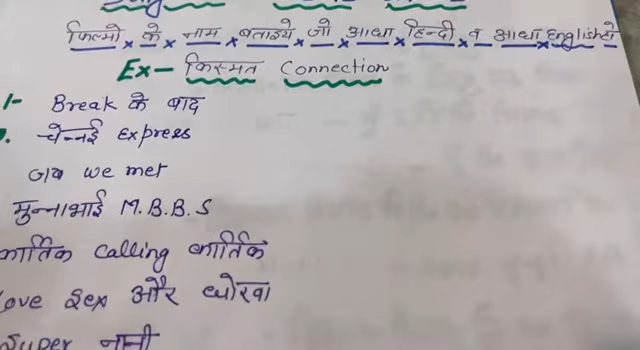 फिल्मो के नाम बताइये जो आधा हिन्दी व आधा English हो
Ex- किस्मत Connection
1- Break के बाद
चेन्नई express
जब we met
मुन्नाभाई M.B.B.S
कार्तिक calling कार्तिक
Love Sex और धोखा
Super नानी